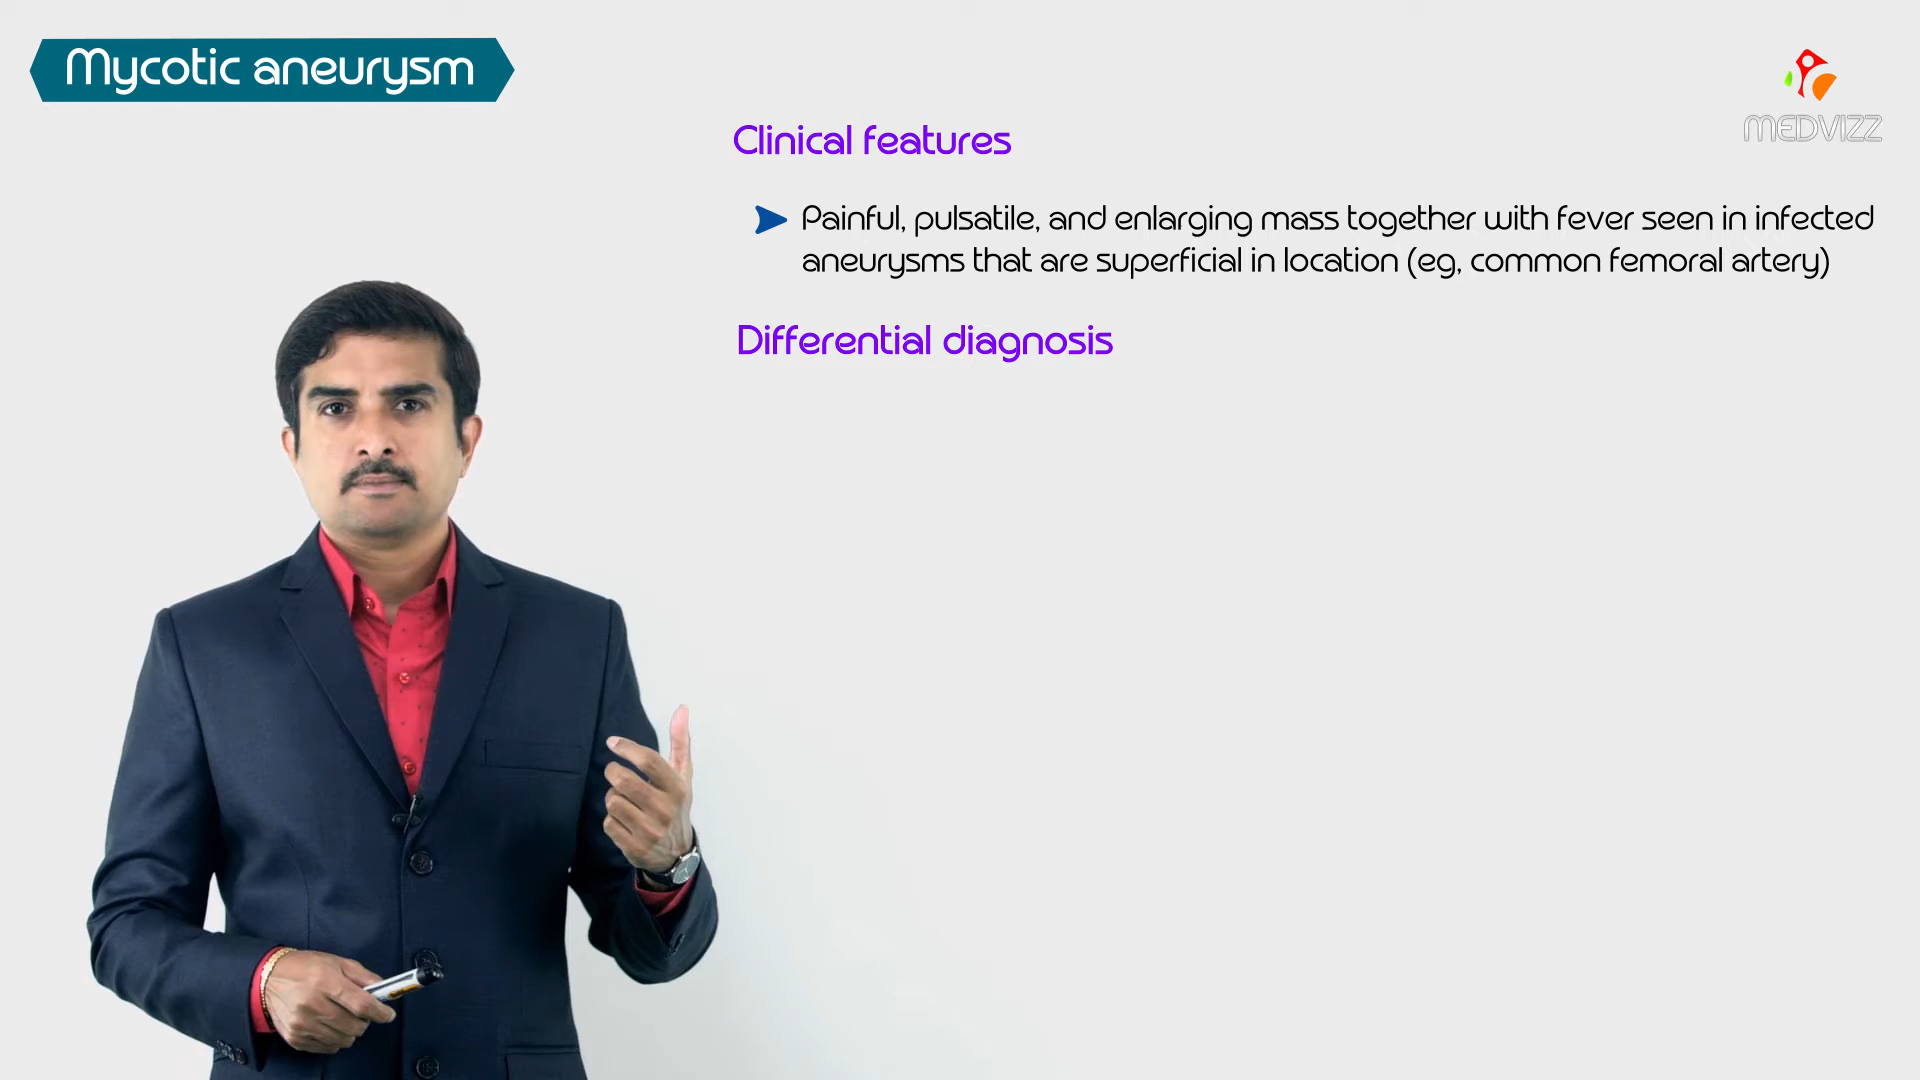 Mycotic aneurysm
MEDVIZZ
Clinical features
Painful, pulsatile, and enlarging mass together with fever seen in infected
aneurysms that are superficial in location (eg, common femoral artery)
Differential diagnosis